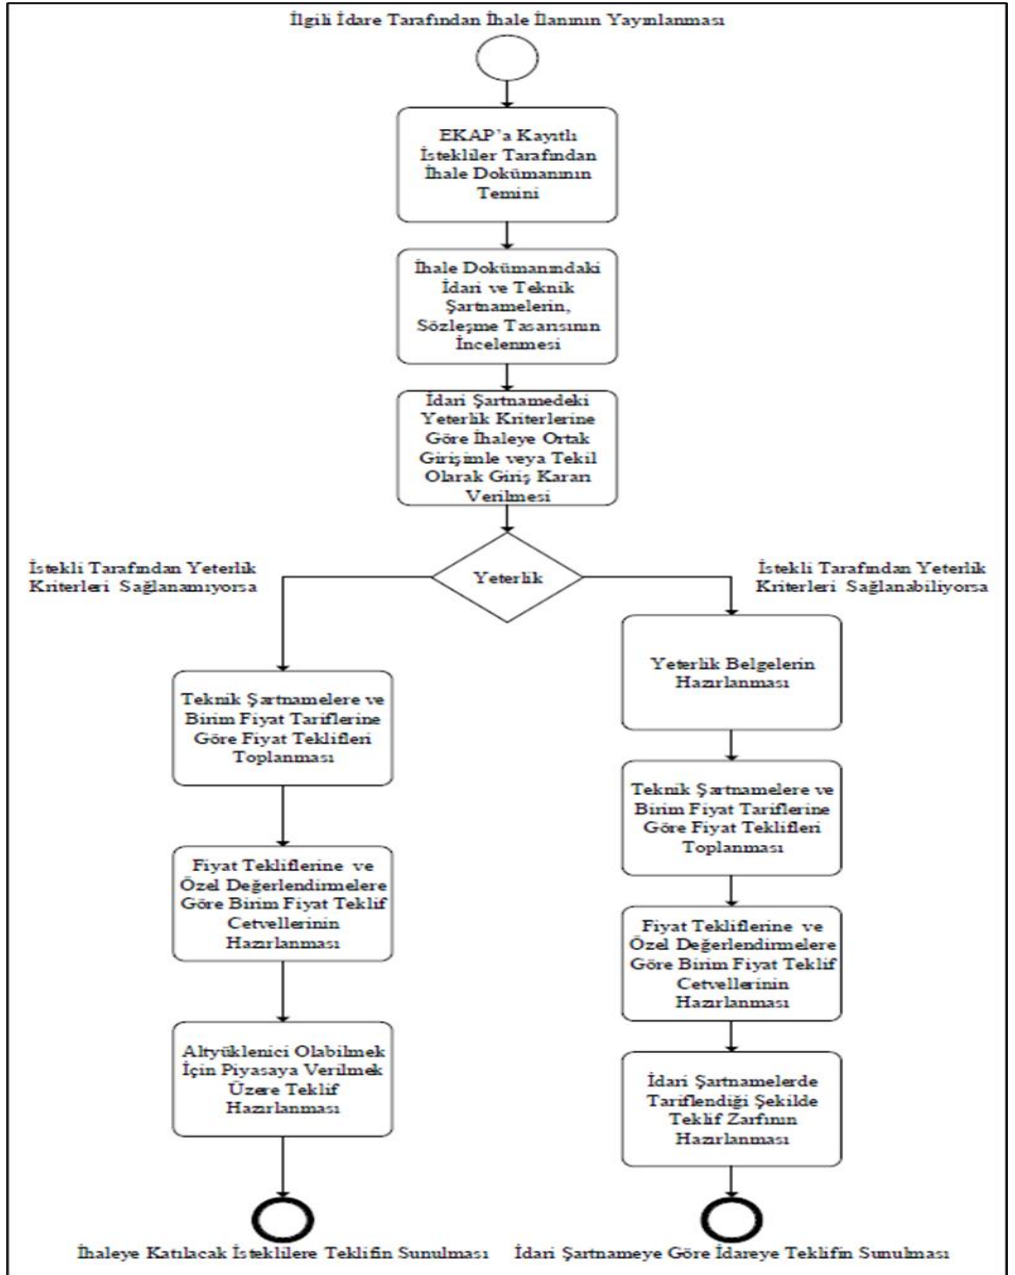 İlgili İdare Tarafından İhale İlanının Yayınlanması
EKAP'a Kayıtlı
İstekliler Tarafından
İhale Dokümanının
Temini
İhale Dokümanındaki
İdari ve Teknik
Şartnamelerin,
Sözleşme Tasarısının
İncelenmesi
İdari Şartnamedeki
Yeterlik Kriterlerine
Göre İhaleye Ortak
Girişimle veya Tekil
Olarak Giriş Kararı
Verilmesi
Yeterlik
İstekli Tarafından Yeterlik
Kriterleri Sağlanamıyorsa
Teknik Şartnamelere ve
Birim Fiyat Tariflerine
Göre Fiyat Teklifleri
Toplanması
Fiyat Tekliflerine ve
Özel Değerlendirmelere
Göre Birim Fiyat Teklif
Cetvellerinin
Hazırlanması
Altyüklenici Olabilmek
İçin Piyasaya Verilmek
Üzere Teklif
Hazırlanması
İhaleye Katılacak İsteklilere Teklifin Sunulması
İstekli Tarafından Yeterlik
Kriterleri Sağlanabiliyorsa
Yeterlik Belgelerin
Hazırlanması
Teknik Şartnamelere ve
Birim Fiyat Tariflerine
Göre Fiyat Teklifleri
Toplanması
Fiyat Tekliflerine ve
Özel Değerlendirmelere
Göre Birim Fiyat Teklif
Cetvellerinin
Hazırlanması
İdari Şartnamelerde
Tariflendiği Şekilde
Teklif Zarfının
Hazırlanması
İdari Şartnameye Göre İdareye Teklifin Sunulması